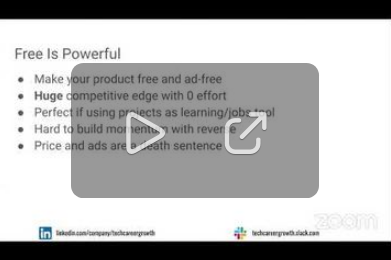 Free Is Powerful
● Make your product free and ad-free
● Huge competitive edge with 0 effort
● Perfect if using projects as learning/jobs tool
● Hard to build momentum with reverse
● Price and ads are a death sentence
linkedin.com/company/techcareergrowth
techcareergrowth.slack.com
zoom